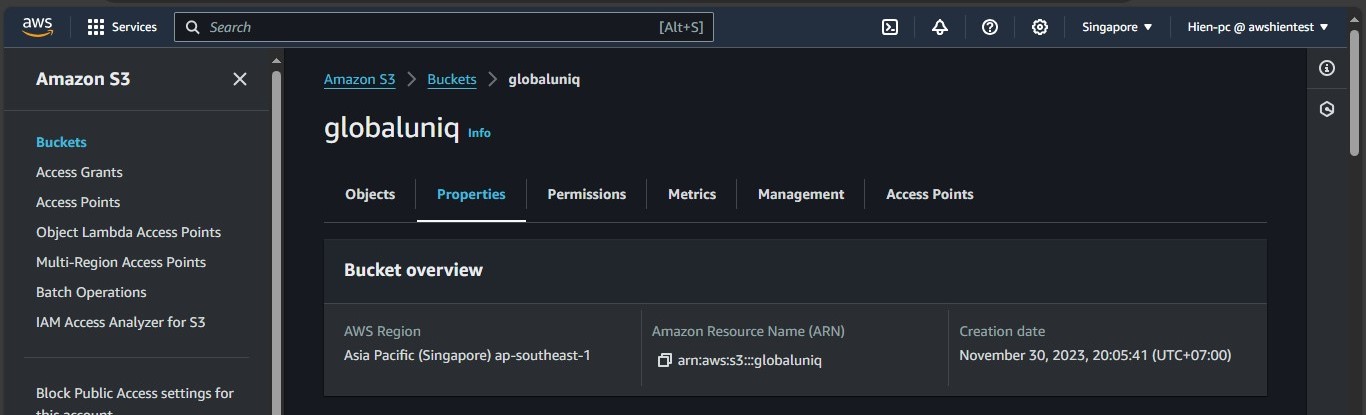 aws Services Search [Alt+S] Singapore Hien-pc @ awshientest
Amazon S3
Buckets
Access Grants
Access Points
Object Lambda Access Points
Multi-Region Access Points
Batch Operations
IAM Access Analyzer for S3
Block Public Access settings for
this account
Amazon S3 > Buckets > globaluniq
globaluniq Info
Objects Properties Permissions Metrics Management Access Points
Bucket overview
AWS Region
Asia Pacific (Singapore) ap-southeast-1
Amazon Resource Name (ARN)
arn:aws:s3:::globaluniq
Creation date
November 30, 2023, 20:05:41 (UTC+07:00)